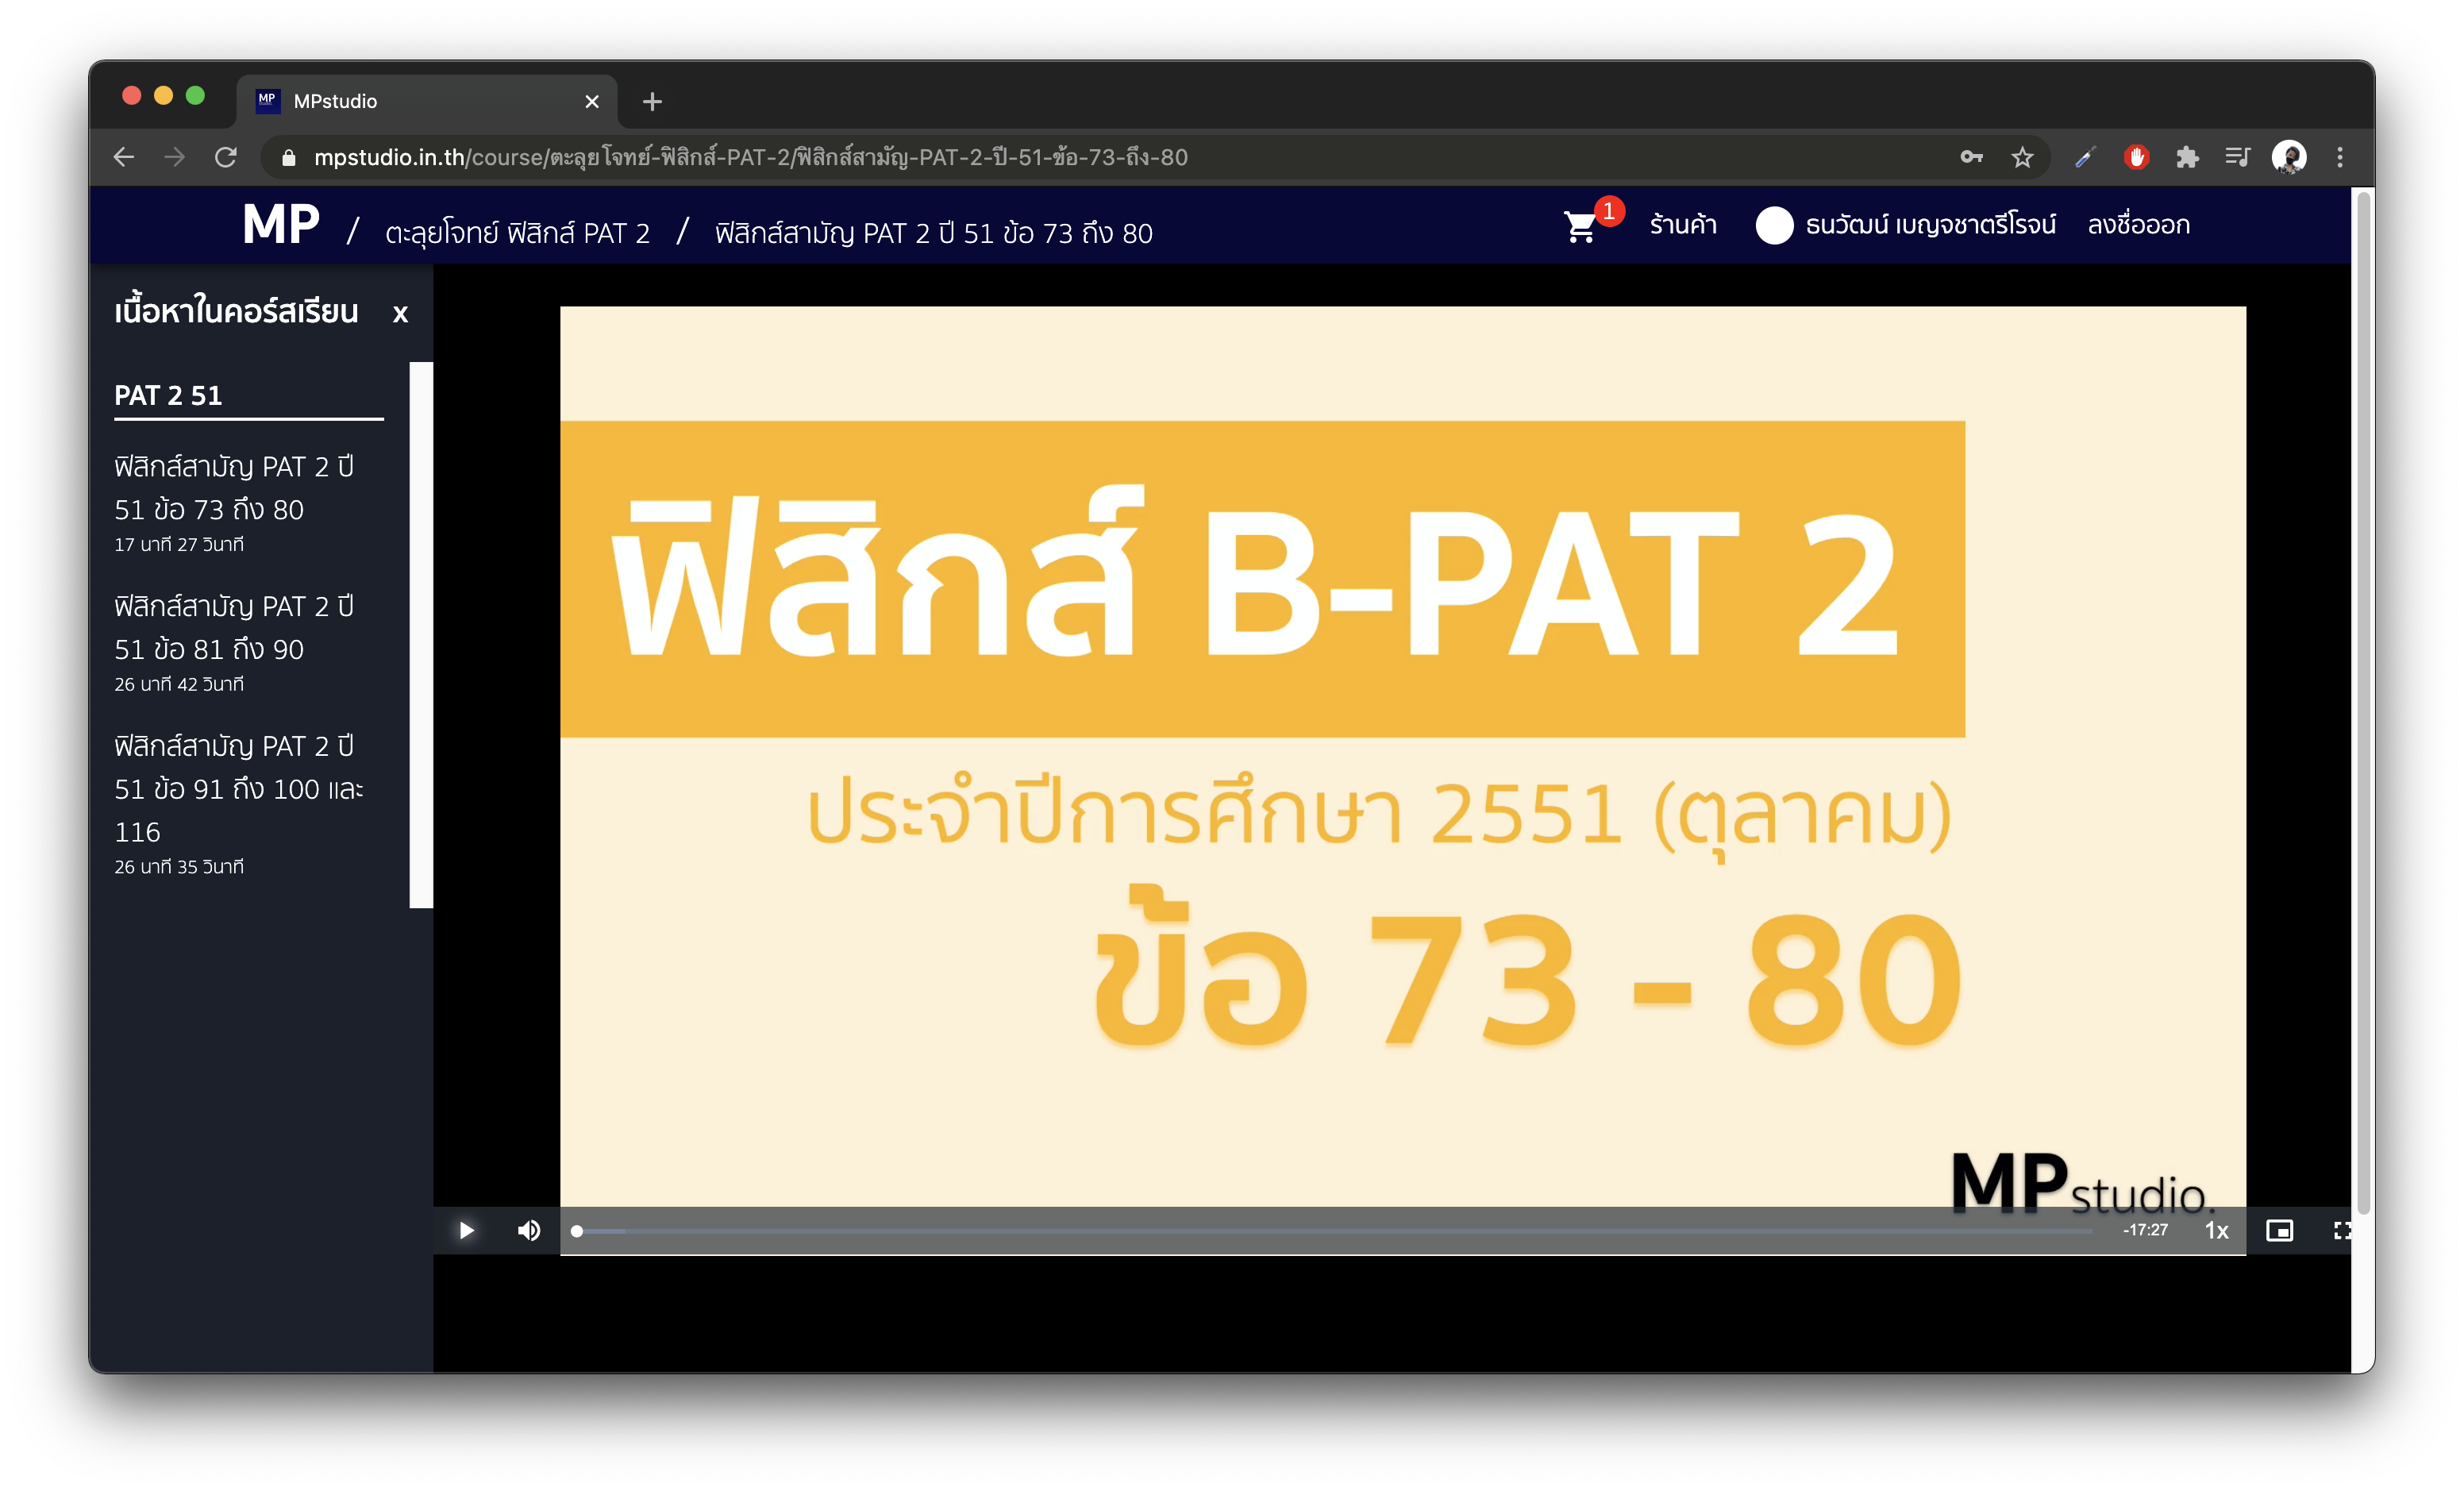 MP
MPstudio
mpstudio.in.th/course/ตะลุยโจทย์-ฟิสิกส์-PAT-2/ฟิสิกส์สามัญ-PAT-2-ปี-51-ข้อ-73-ถึง-80
MP / ตะลุยโจทย์ ฟิสิกส์ PAT 2 / ฟิสิกส์สามัญ PAT 2 ปี 51 ข้อ 73 ถึง 80
1 ร้านค้า ธนวัฒน์ เบญจชาตรีโรจน์ ลงชื่อออก
เนื้อหาในคอร์สเรียน x
PAT 2 51
ฟิสิกส์สามัญ PAT 2 ปี
51 ข้อ 73 ถึง 80
17 นาที 27 วินาที
ฟิสิกส์สามัญ PAT 2 ปี
51 ข้อ 81 ถึง 90
26 นาที 42 วินาที
ฟิสิกส์สามัญ PAT 2 ปี
51 ข้อ 91 ถึง 100 และ
116
26 นาที 35 วินาที
ฟิสิกส์ B-PAT 2
ประจำปีการศึกษา 2551 (ตุลาคม)
ข้อ 73 - 80
MPstudio.
-17:27 1x